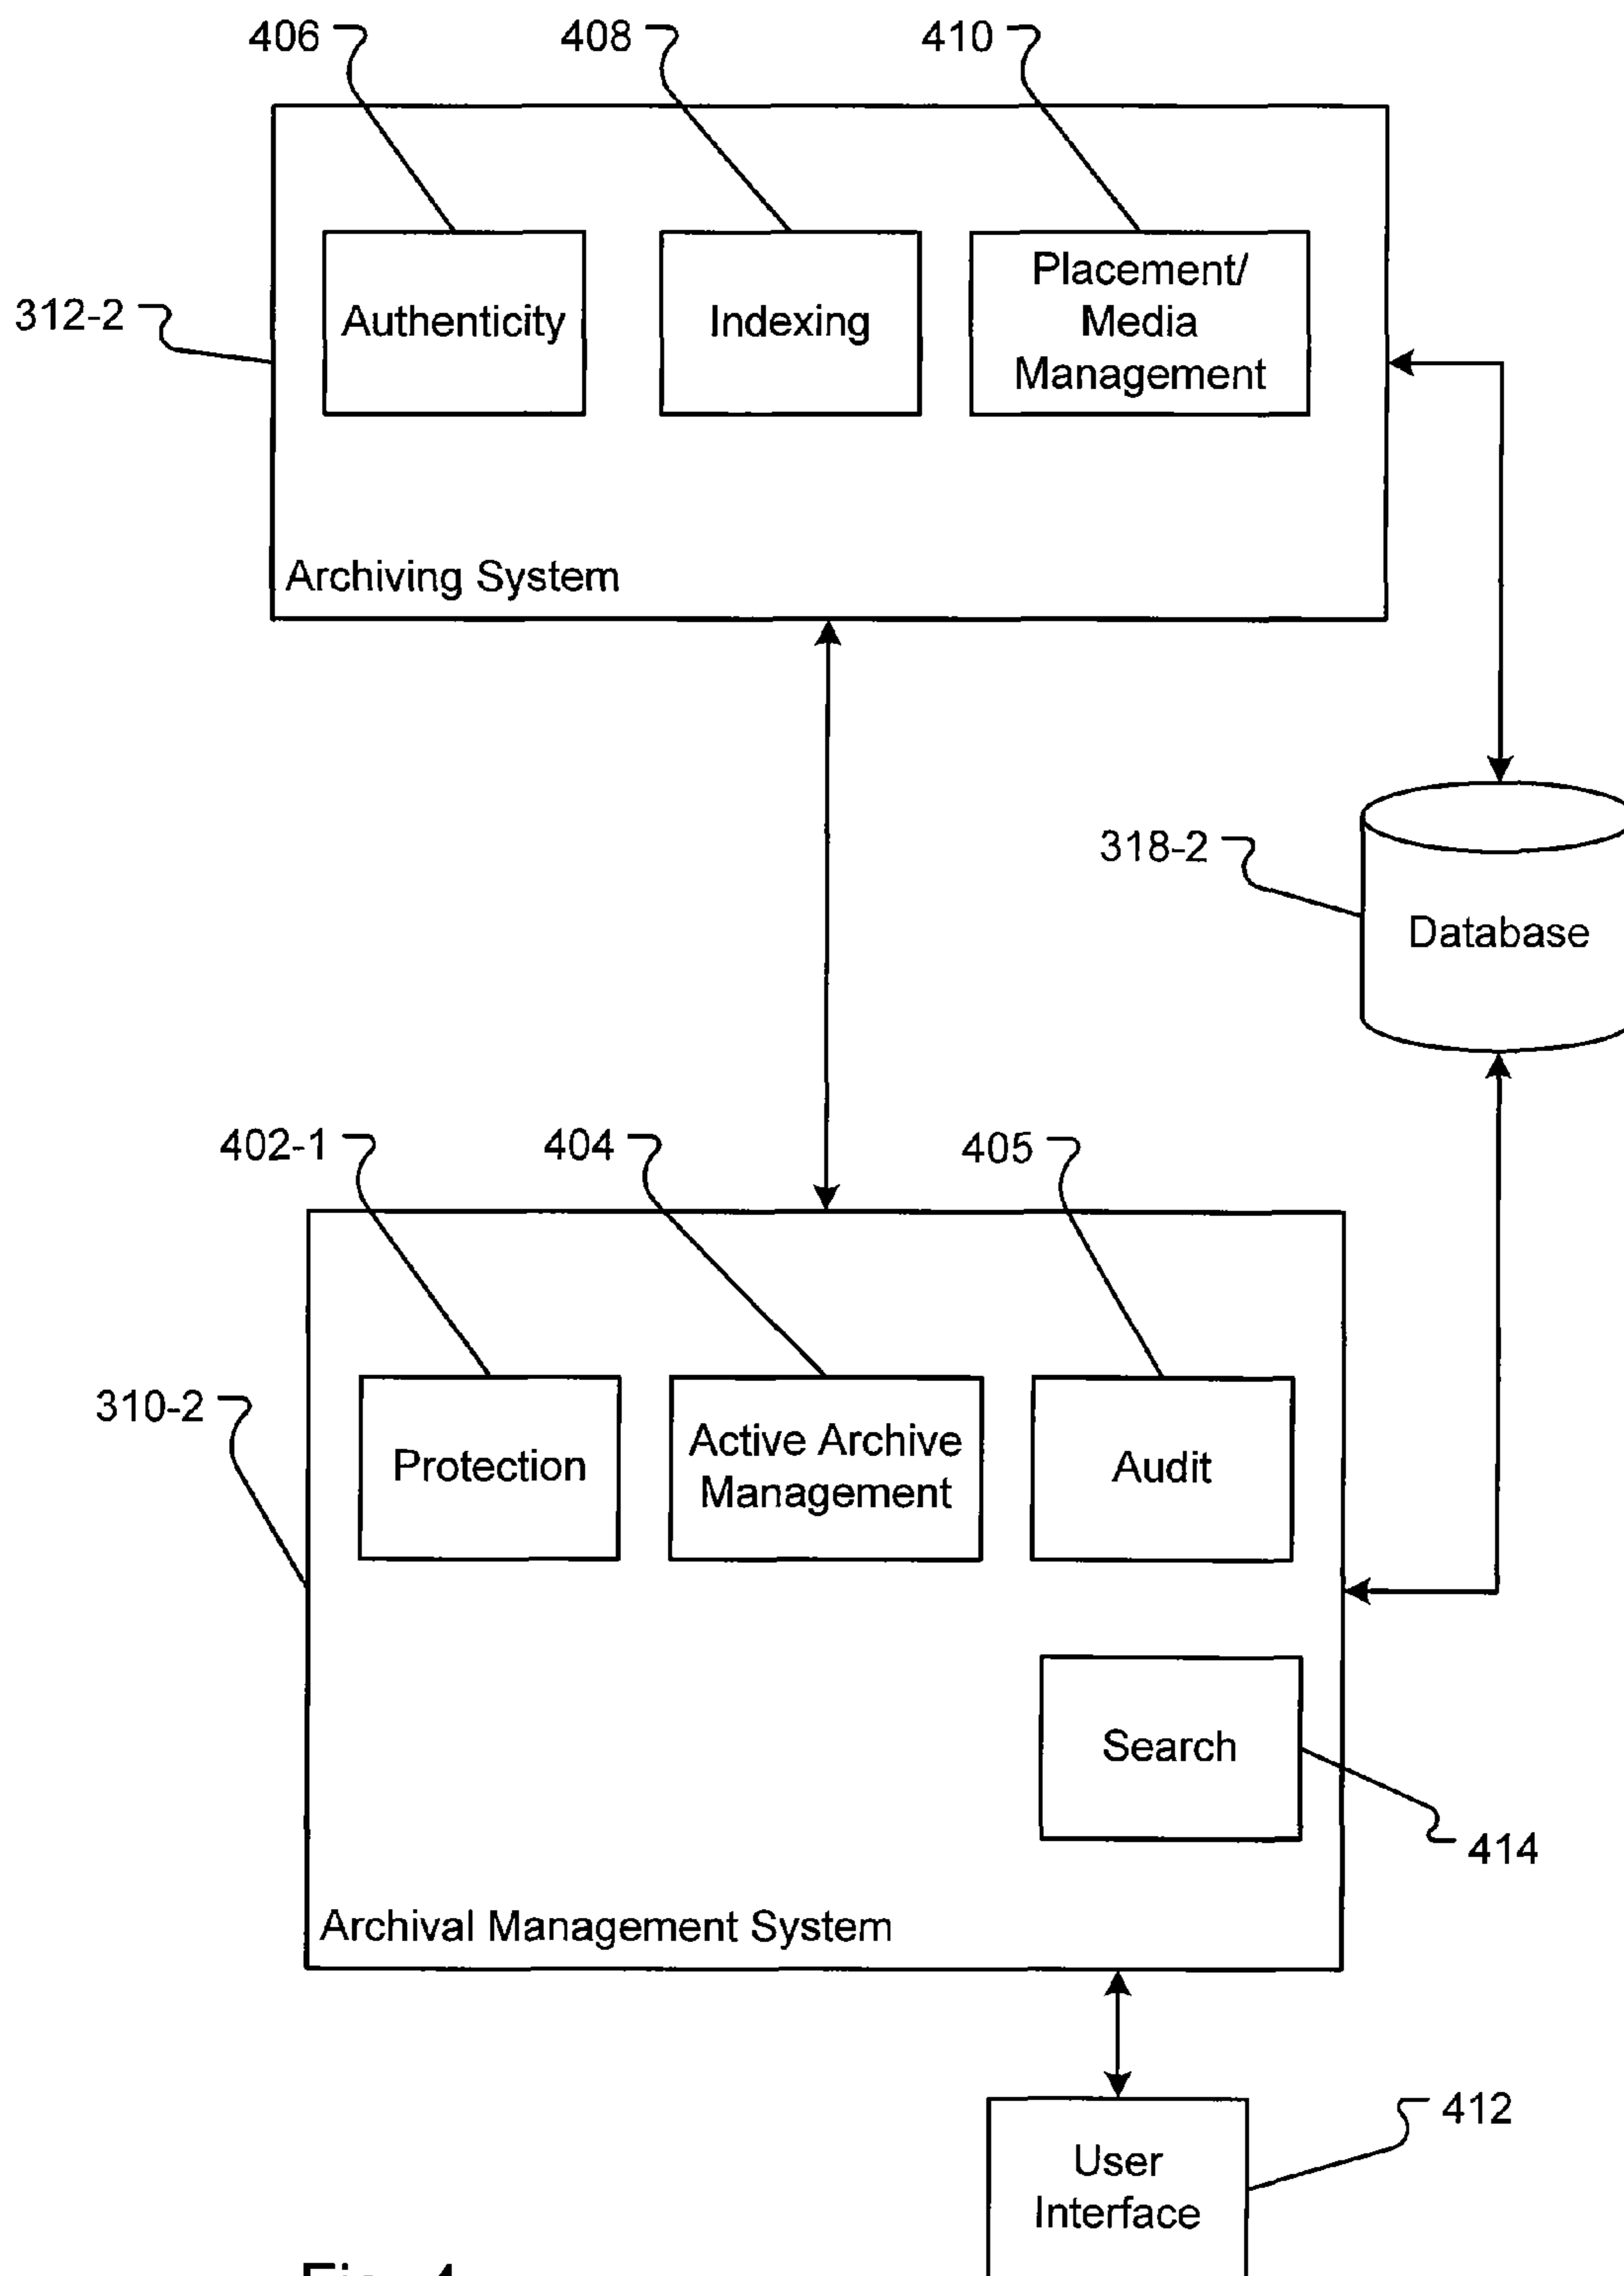 406
408
410
312-2
Authenticity
Indexing
Placement/
Media
Management
Archiving System
318-2
Database
402-1
404
405
310-2
Protection
Active Archive
Management
Audit
Search
414
Archival Management System
412
User
Interface